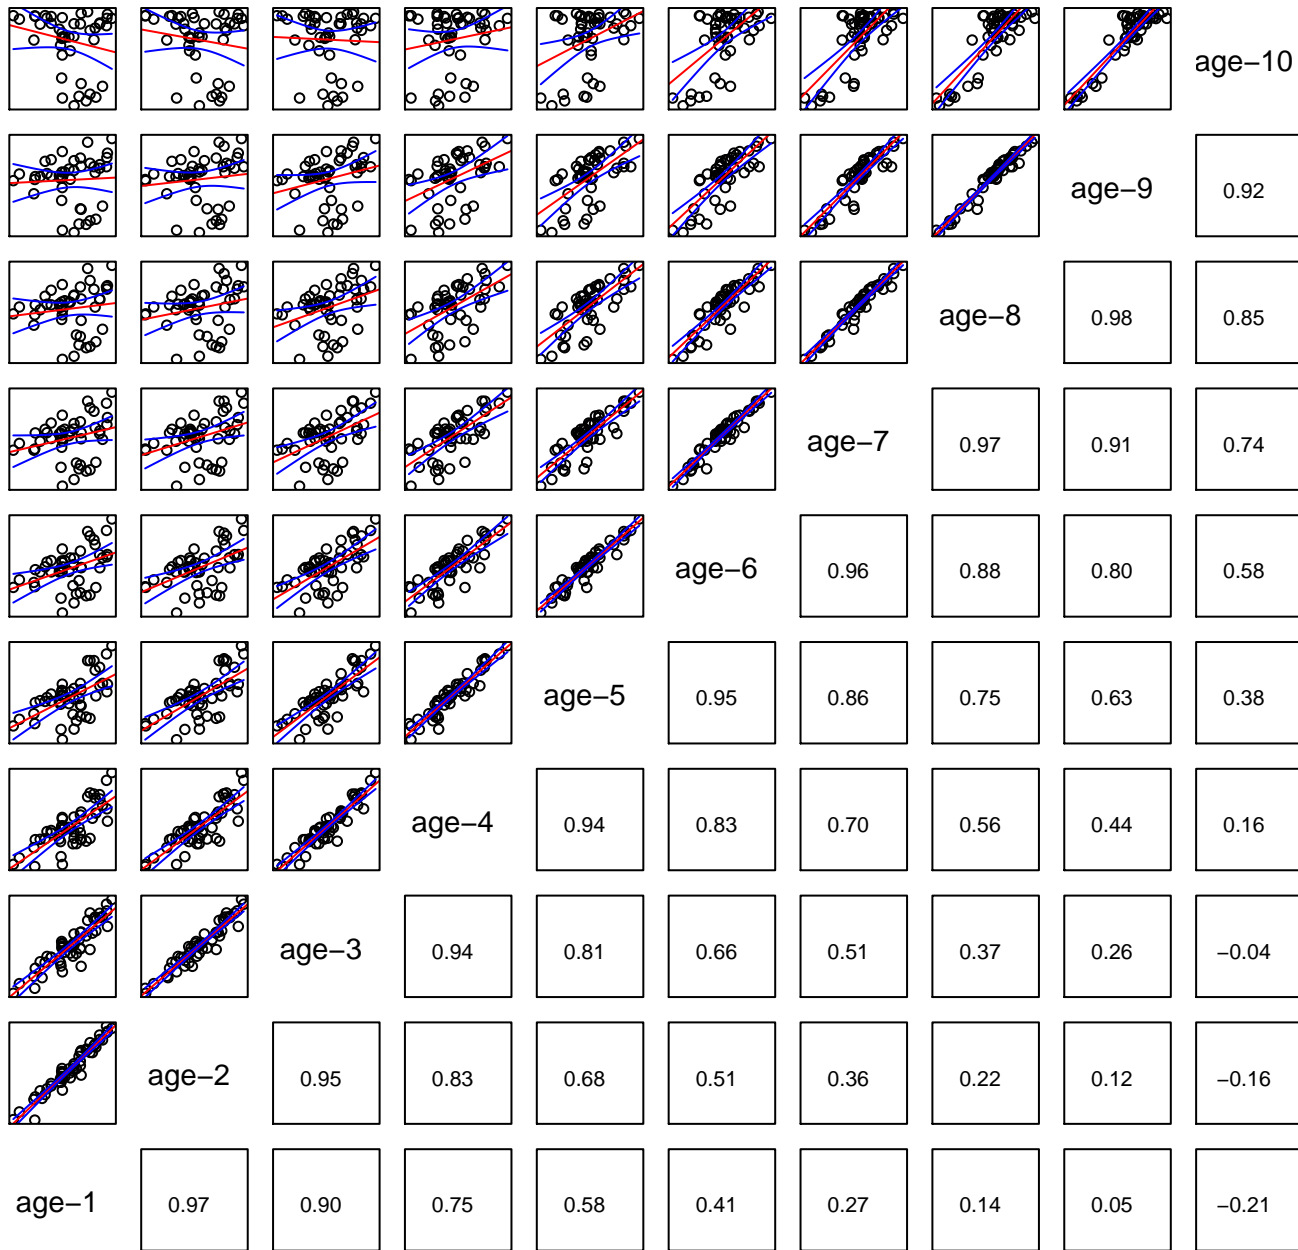 age−10
age−9 0.92
age−8 0.98 0.85
age−7 0.97 0.91 0.74
age−6 0.96 0.88 0.80 0.58
age−5 0.95 0.86 0.75 0.63 0.38
age−4 0.94 0.83 0.70 0.56 0.44 0.16
age−3 0.94 0.81 0.66 0.51 0.37 0.26 −0.04
age−2 0.95 0.83 0.68 0.51 0.36 0.22 0.12 −0.16
age−1 0.97 0.90 0.75 0.58 0.41 0.27 0.14 0.05 −0.21